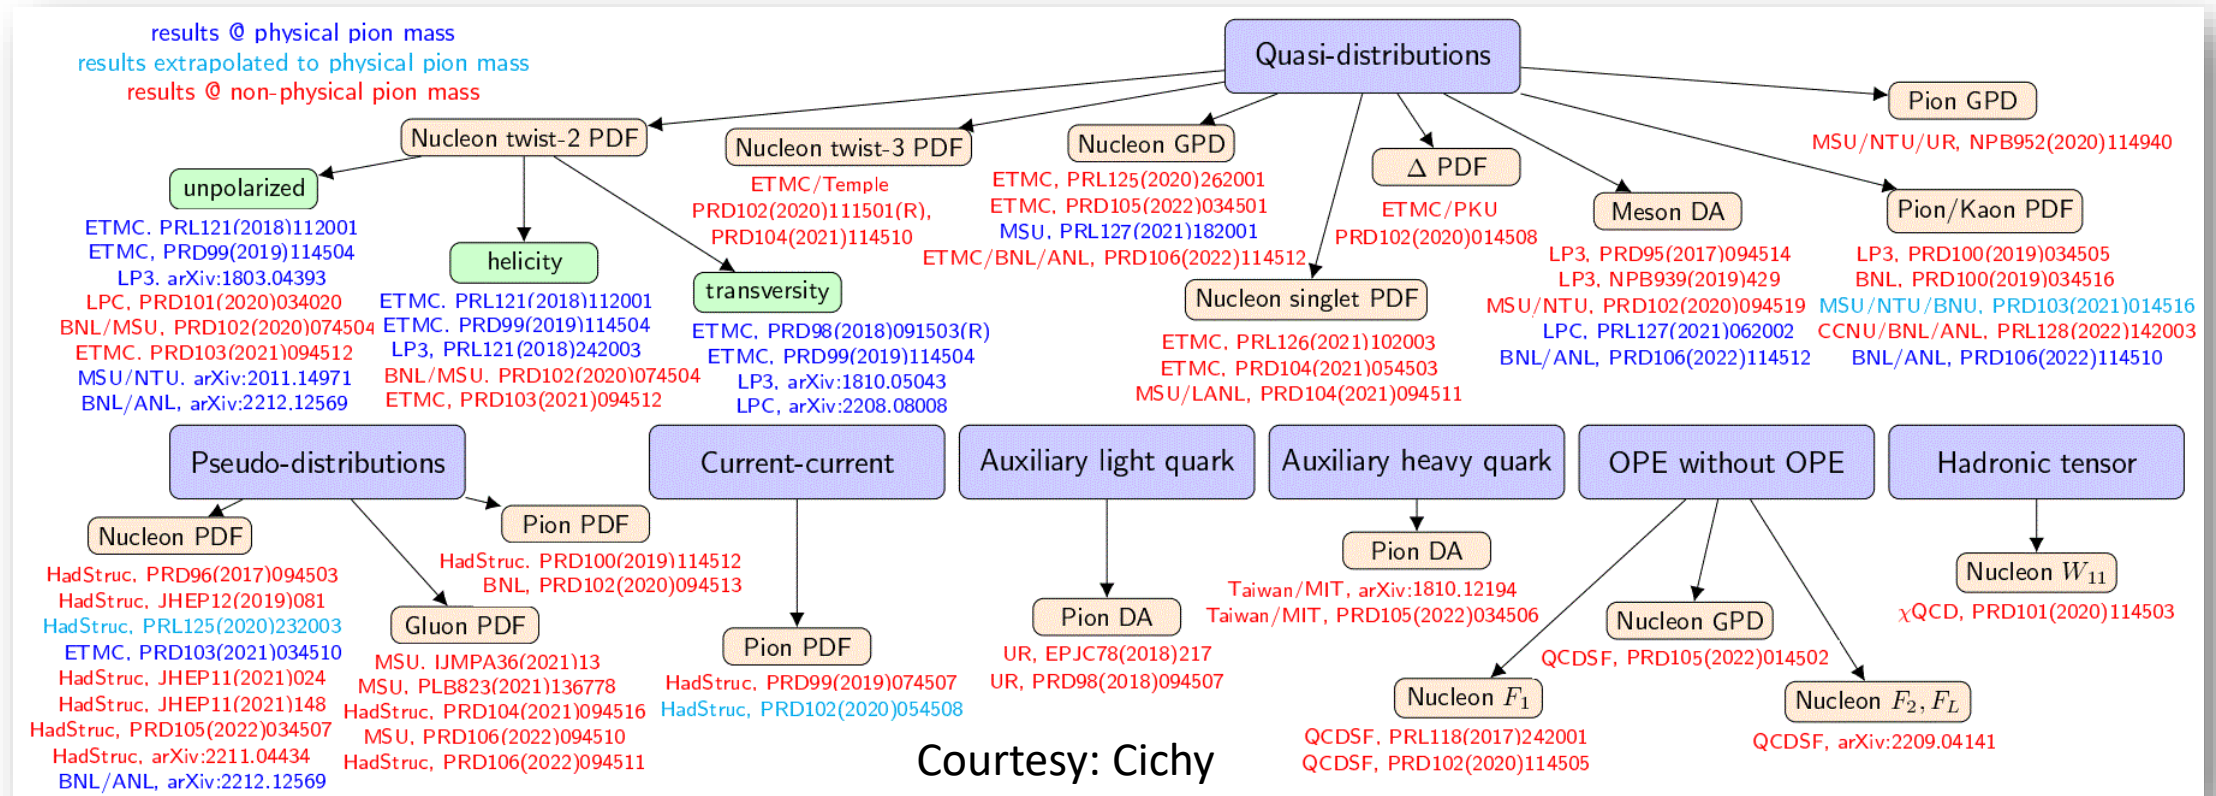 results @ physical pion mass
results extrapolated to physical pion mass
results @ non-physical pion mass
Quasi-distributions
Nucleon twist-2 PDF
unpolarized
ETMC. PRL121(2018)112001
ETMC, PRD99(2019)114504
LP3. arXiv:1803.04393
LPC, PRD101(2020)034020
BNL/MSU, PRD102(2020)074504
ETMC. PRD103(2021)094512
MSU/NTU. arXiv:2011.14971
BNL/ANL, arXiv:2212.12569
helicity
ETMC. PRL121(2018)112001
ETMC. PRD99(2019)114504
LP3, PRL121(2018)242003
BNL/MSU. PRD102(2020)074504
ETMC, PRD103(2021)094512
transversity
ETMC, PRD98(2018)091503(R)
ETMC, PRD99(2019)114504
LP3, arXiv:1810.05043
LPC, arXiv:2208.08008
Nucleon twist-3 PDF
ETMC/Temple
PRD102(2020)111501(R),
PRD104(2021)114510
Nucleon GPD
ETMC, PRL125(2020)262001
ETMC, PRD105(2022)034501
MSU, PRL127(2021)182001
ETMC/BNL/ANL, PRD106(2022)114512
Nucleon singlet PDF
ETMC, PRL126(2021)102003
ETMC, PRD104(2021)054503
MSU/LANL, PRD104(2021)094511
Δ PDF
ETMC/PKU
PRD102(2020)014508
Meson DA
LP3, PRD95(2017)094514
LP3, NPB939(2019)429
MSU/NTU, PRD102(2020)094519
LPC, PRL127(2021)062002
BNL/ANL, PRD106(2022)114512
Pion GPD
MSU/NTU/UR, NPB952(2020)114940
Pion/Kaon PDF
LP3, PRD100(2019)034505
BNL, PRD100(2019)034516
MSU/NTU/BNU, PRD103(2021)014516
CCNU/BNL/ANL, PRL128(2022)142003
BNL/ANL, PRD106(2022)114510
Pseudo-distributions
Nucleon PDF
HadStruc, PRD96(2017)094503
HadStruc, JHEP12(2019)081
HadStruc, PRL125(2020)232003
ETMC, PRD103(2021)034510
HadStruc, JHEP11(2021)024
HadStruc, JHEP11(2021)148
HadStruc, PRD105(2022)034507
HadStruc, arXiv:2211.04434
BNL/ANL, arXiv:2212.12569
Pion PDF
HadStruc. PRD100(2019)114512
BNL, PRD102(2020)094513
Gluon PDF
MSU. IJMPA36(2021)13
MSU, PLB823(2021)136778
HadStruc, PRD104(2021)094516
MSU, PRD106(2022)094510
HadStruc, PRD106(2022)094511
Current-current
Pion PDF
HadStruc, PRD99(2019)074507
HadStruc, PRD102(2020)054508
Auxiliary light quark
Pion DA
UR, EPJC78(2018)217
UR, PRD98(2018)094507
Auxiliary heavy quark
Pion DA
Taiwan/MIT, arXiv:1810.12194
Taiwan/MIT, PRD105(2022)034506
OPE without OPE
Nucleon F₁
QCDSF, PRL118(2017)242001
QCDSF, PRD102(2020)114505
Nucleon GPD
QCDSF, PRD105(2022)014502
Nucleon F₂, F_L
QCDSF, arXiv:2209.04141
Hadronic tensor
Nucleon W₁₁
χQCD, PRD101(2020)114503
Courtesy: Cichy